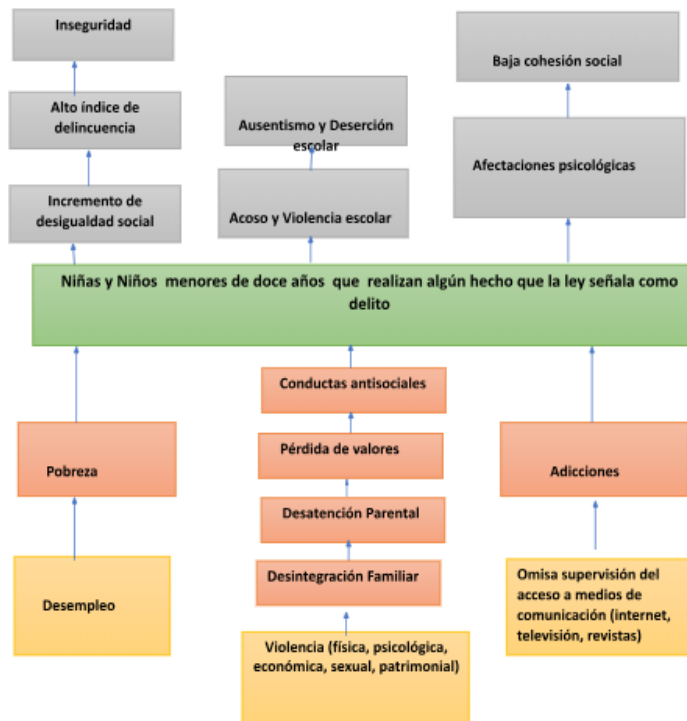 Inseguridad
Baja cohesión social
Alto índice de
delincuencia
Ausentismo y Deserción
escolar
Afectaciones psicológicas
Incremento de
desigualdad social
Acoso y Violencia escolar
Niñas y Niños menores de doce años que realizan algún hecho que la ley señala como
delito
Conductas antisociales
Pérdida de valores
Pobreza
Adicciones
Desatención Parental
Desintegración Familiar
Desempleo
Omisa supervisión del
acceso a medios de
comunicación (internet,
televisión, revistas)
Violencia (física, psicológica,
económica, sexual, patrimonial)